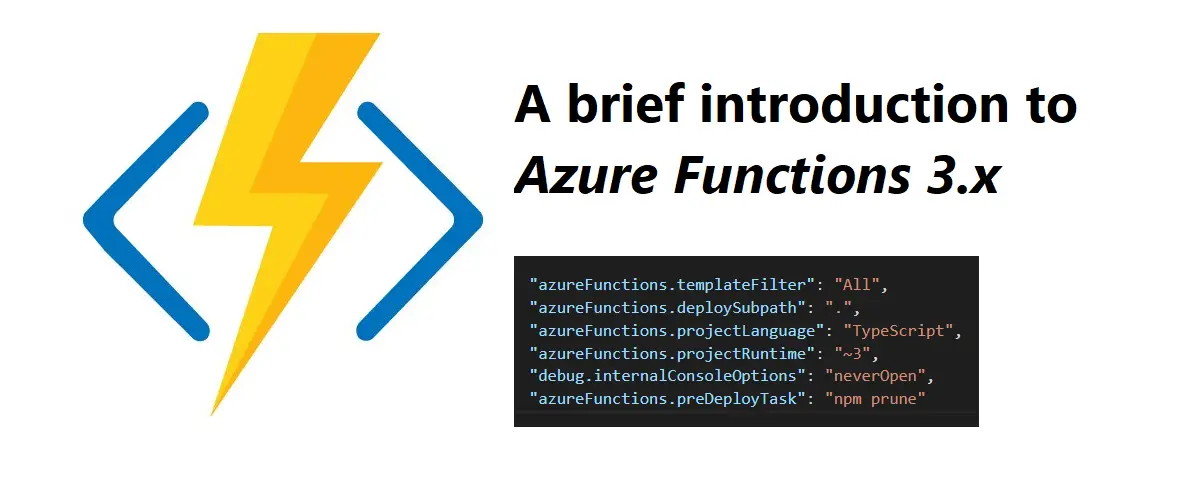 A brief introduction to
Azure Functions 3.x
"azureFunctions.templateFilter": "All",
"azureFunctions.deploySubpath": ".",
"azureFunctions.projectLanguage": "TypeScript",
"azureFunctions.projectRuntime": "~3",
"debug.internalConsoleOptions": "neverOpen",
"azureFunctions.preDeployTask": "npm prune"